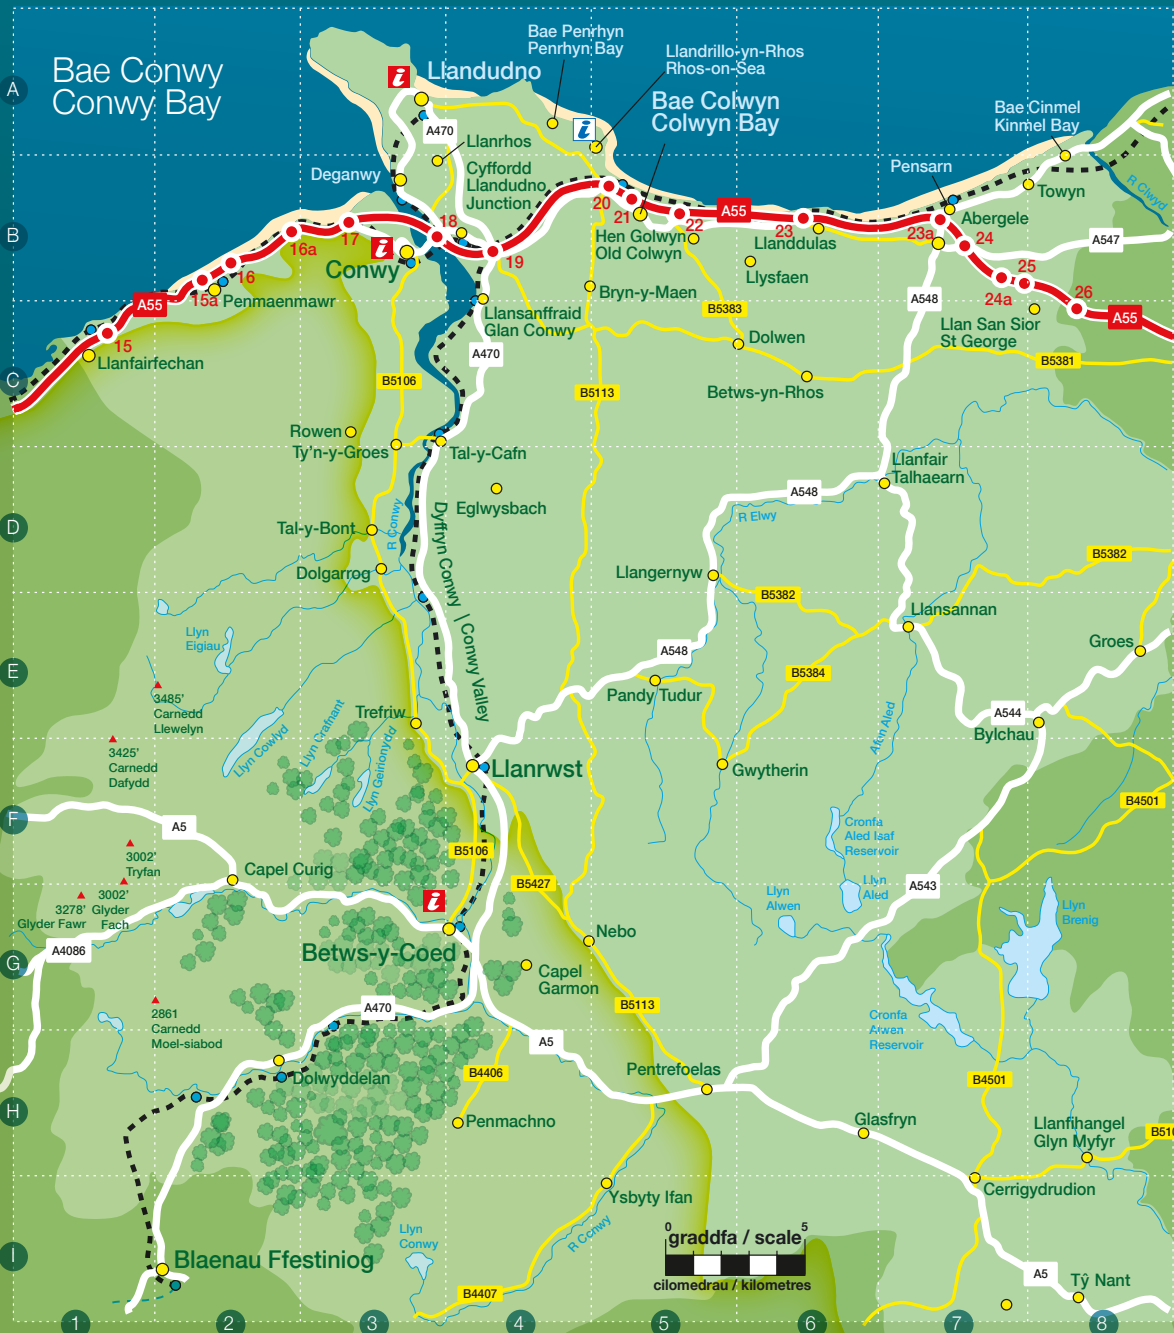 Bae Conwy
Conwy Bay
Bae Penrhyn
Penrhyn Bay
Llandrillo-yn-Rhos
Rhos-on-Sea
Llandudno
Bae Colwyn
Colwyn Bay
Bae Cinmel
Kinmel Bay
A
i
i
A470
Llanrhos
Deganwy
Cyffordd
Llandudno
Junction
Pensarn
Towyn
R Clwyd
B
16a
17
18
19
20
21
22
A55
23
23a
24
Abergele
A547
i
Conwy
Hen Golwyn
Old Colwyn
Llanddulas
Llysfaen
16
15a
Penmaenmawr
A55
15
Llanfairfechan
Llansanffraid
Glan Conwy
Bryn-y-Maen
B5383
A548
25
24a
26
A55
Llan San Sior
St George
Dolwen
A470
B5381
C
B5106
B5113
Betws-yn-Rhos
Rowen
Ty'n-y-Groes
Tal-y-Cafn
Llanfair
Talhaearn
Eglwysbach
A548
R Elwy
D
Tal-y-Bont
R Conwy
Dyffryn Conwy | Conwy Valley
Dolgarrog
Llangernyw
B5382
B5382
Llansannan
Groes
Llyn
Eigiau
E
A548
B5384
Pandy Tudur
3485'
Carnedd
Llewelyn
Trefriw
A544
Bylchau
Afon Aled
3425'
Carnedd
Dafydd
Llyn Cowlyd
Llyn Crafnant
Llyn Geirionydd
Llanrwst
Gwytherin
B4501
F
A5
Cronfa
Aled Isaf
Reservoir
B5106
3002'
Tryfan
Capel Curig
B5427
Llyn
Aled
A543
3278'
Glyder Fawr
3002'
Glyder
Fach
i
Llyn
Alwen
Llyn
Brenig
A4086
Betws-y-Coed
Nebo
G
Capel
Garmon
2861
Carnedd
Moel-siabod
A470
B5113
Cronfa
Alwen
Reservoir
A5
Dolwyddelan
B4406
Pentrefoelas
B4501
H
Penmachno
Glasfryn
Llanfihangel
Glyn Myfyr
B510
Ysbyty Ifan
Cerrigydrudion
Llyn
Conwy
R Conwy
0
5
graddfa / scale
cilomedrau / kilometres
I
Blaenau Ffestiniog
B4407
A5
Tŷ Nant
1
2
3
4
5
6
7
8